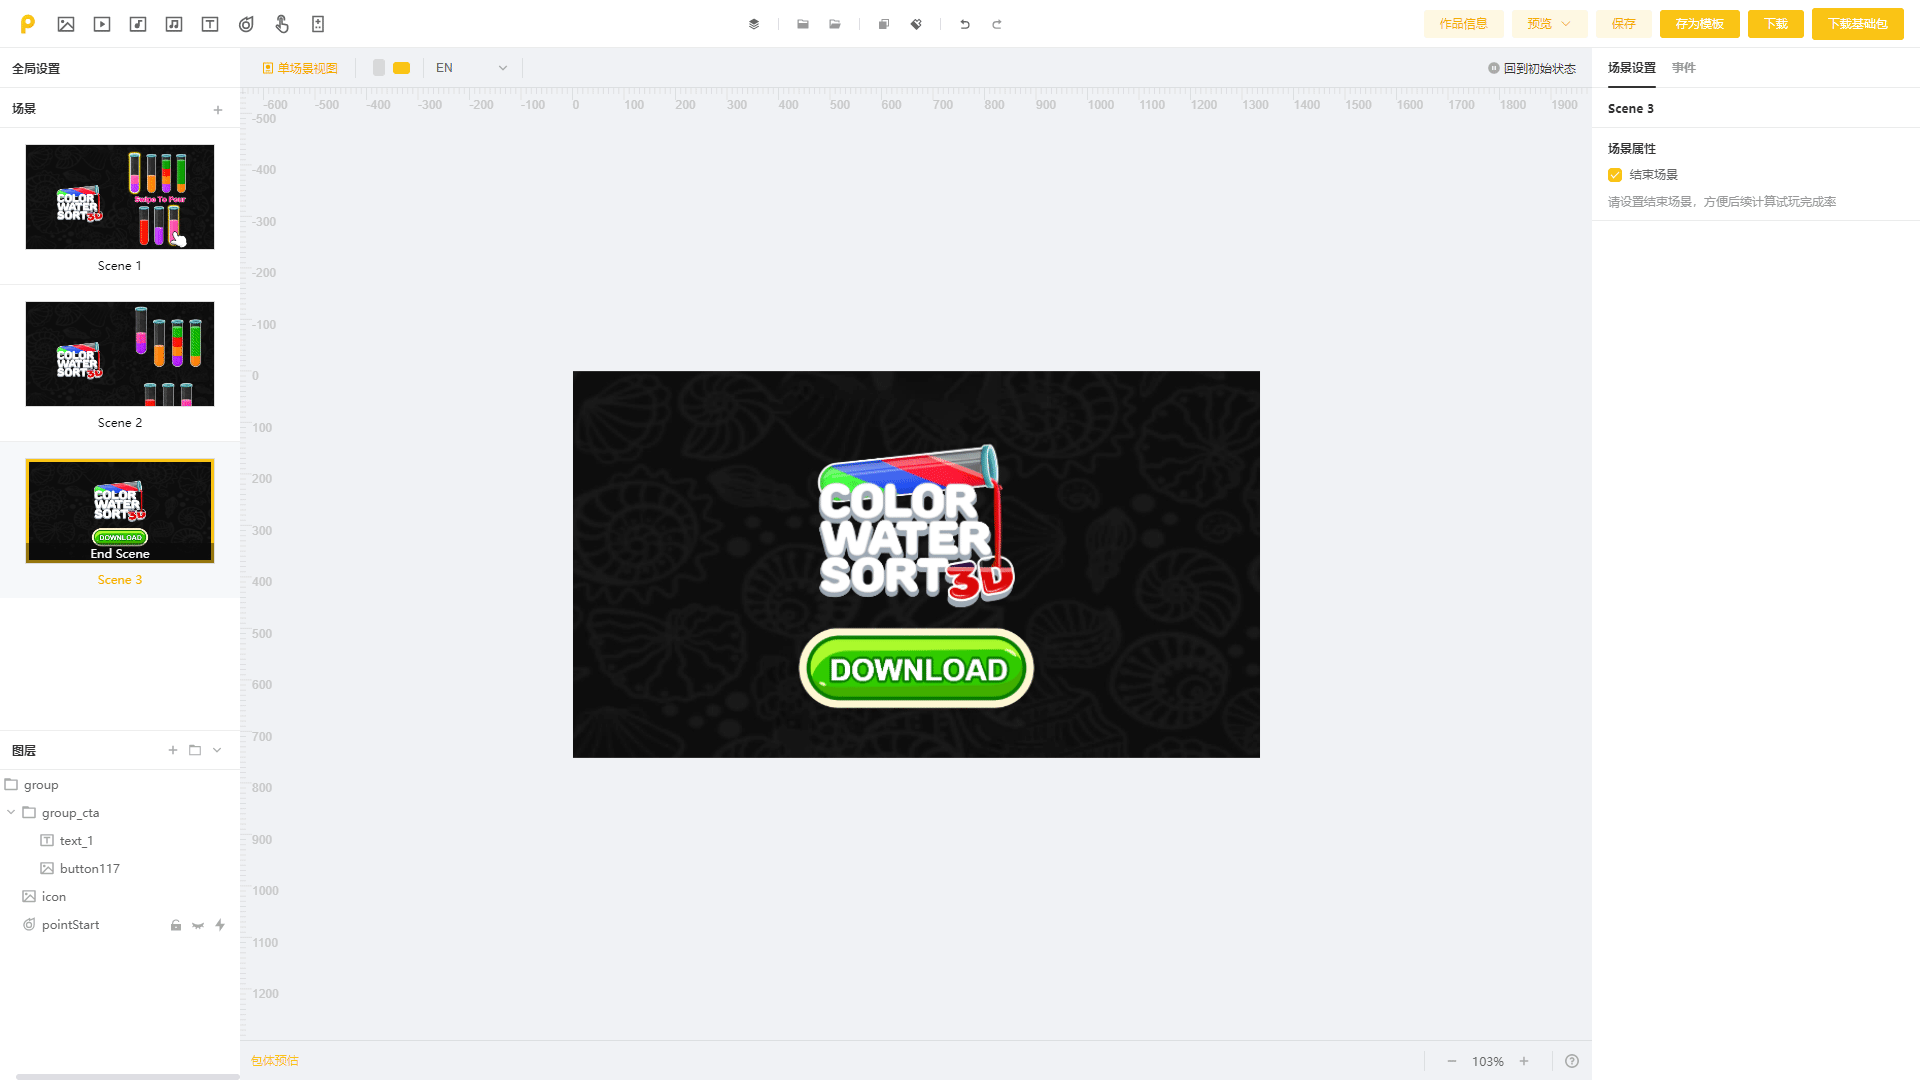 作品信息
预览
保存
存为模板
下载
下载基础包
全局设置
单场景视图
EN
回到初始状态
场景设置
事件
场景
-600 -500 -400 -300 -200 -100 0 100 200 300 400 500 600 700 800 900 1000 1100 1200 1300 1400 1500 1600 1700 1800 1900
Scene 3
-500
-400
-300
-200
-100
0
100
200
300
400
500
600
700
800
900
1000
1100
1200
场景属性
结束场景
请设置结束场景，方便后续计算试玩完成率
COLOR
WATER
SORT 3D
Swipe To Pour
Scene 1
COLOR
WATER
SORT 3D
Scene 2
COLOR
WATER
SORT 3D
DOWNLOAD
End Scene
Scene 3
COLOR
WATER
SORT 3D
DOWNLOAD
图层
group
group_cta
text_1
button117
icon
pointStart
包体预估
103%